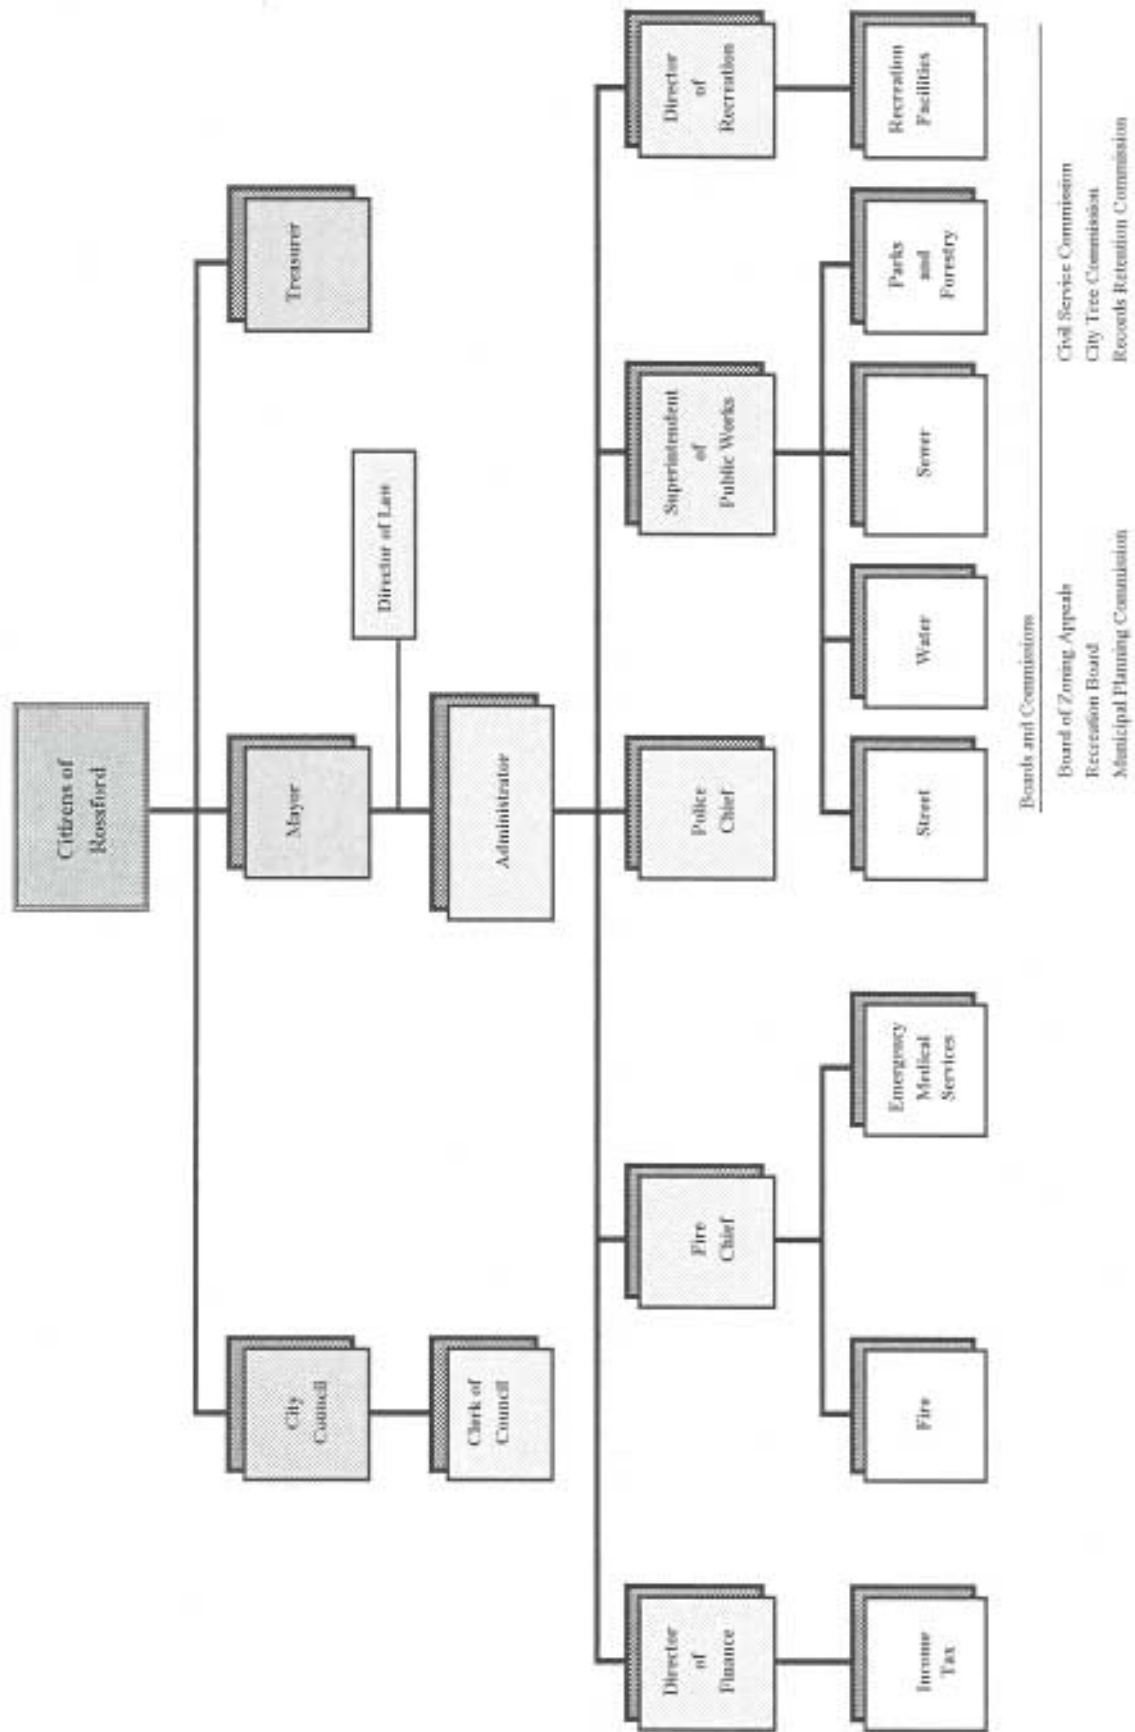 Citizens of
Rossford
City
Council
Mayor
Treasurer
Director of Law
Clerk of
Council
Administrator
Director
of
Finance
Fire
Chief
Police
Chief
Superintendent
of
Public Works
Director
of
Recreation
Income
Tax
Fire
Emergency
Medical
Services
Street
Water
Sewer
Parks
and
Forestry
Recreation
Facilities
Boards and Commissions
Board of Zoning Appeals
Recreation Board
Municipal Planning Commission
Civil Service Commission
City Tree Commission
Records Retention Commission